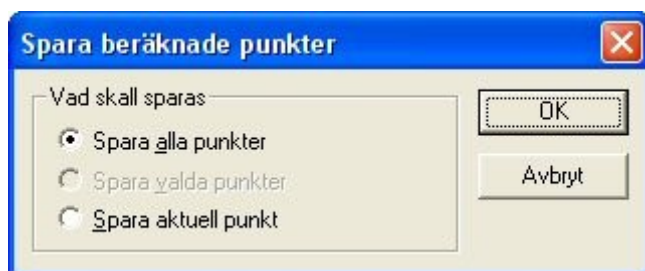 Spara beräknade punkter
Vad skall sparas
Spara alla punkter
Spara valda punkter
Spara aktuell punkt
OK
Avbryt